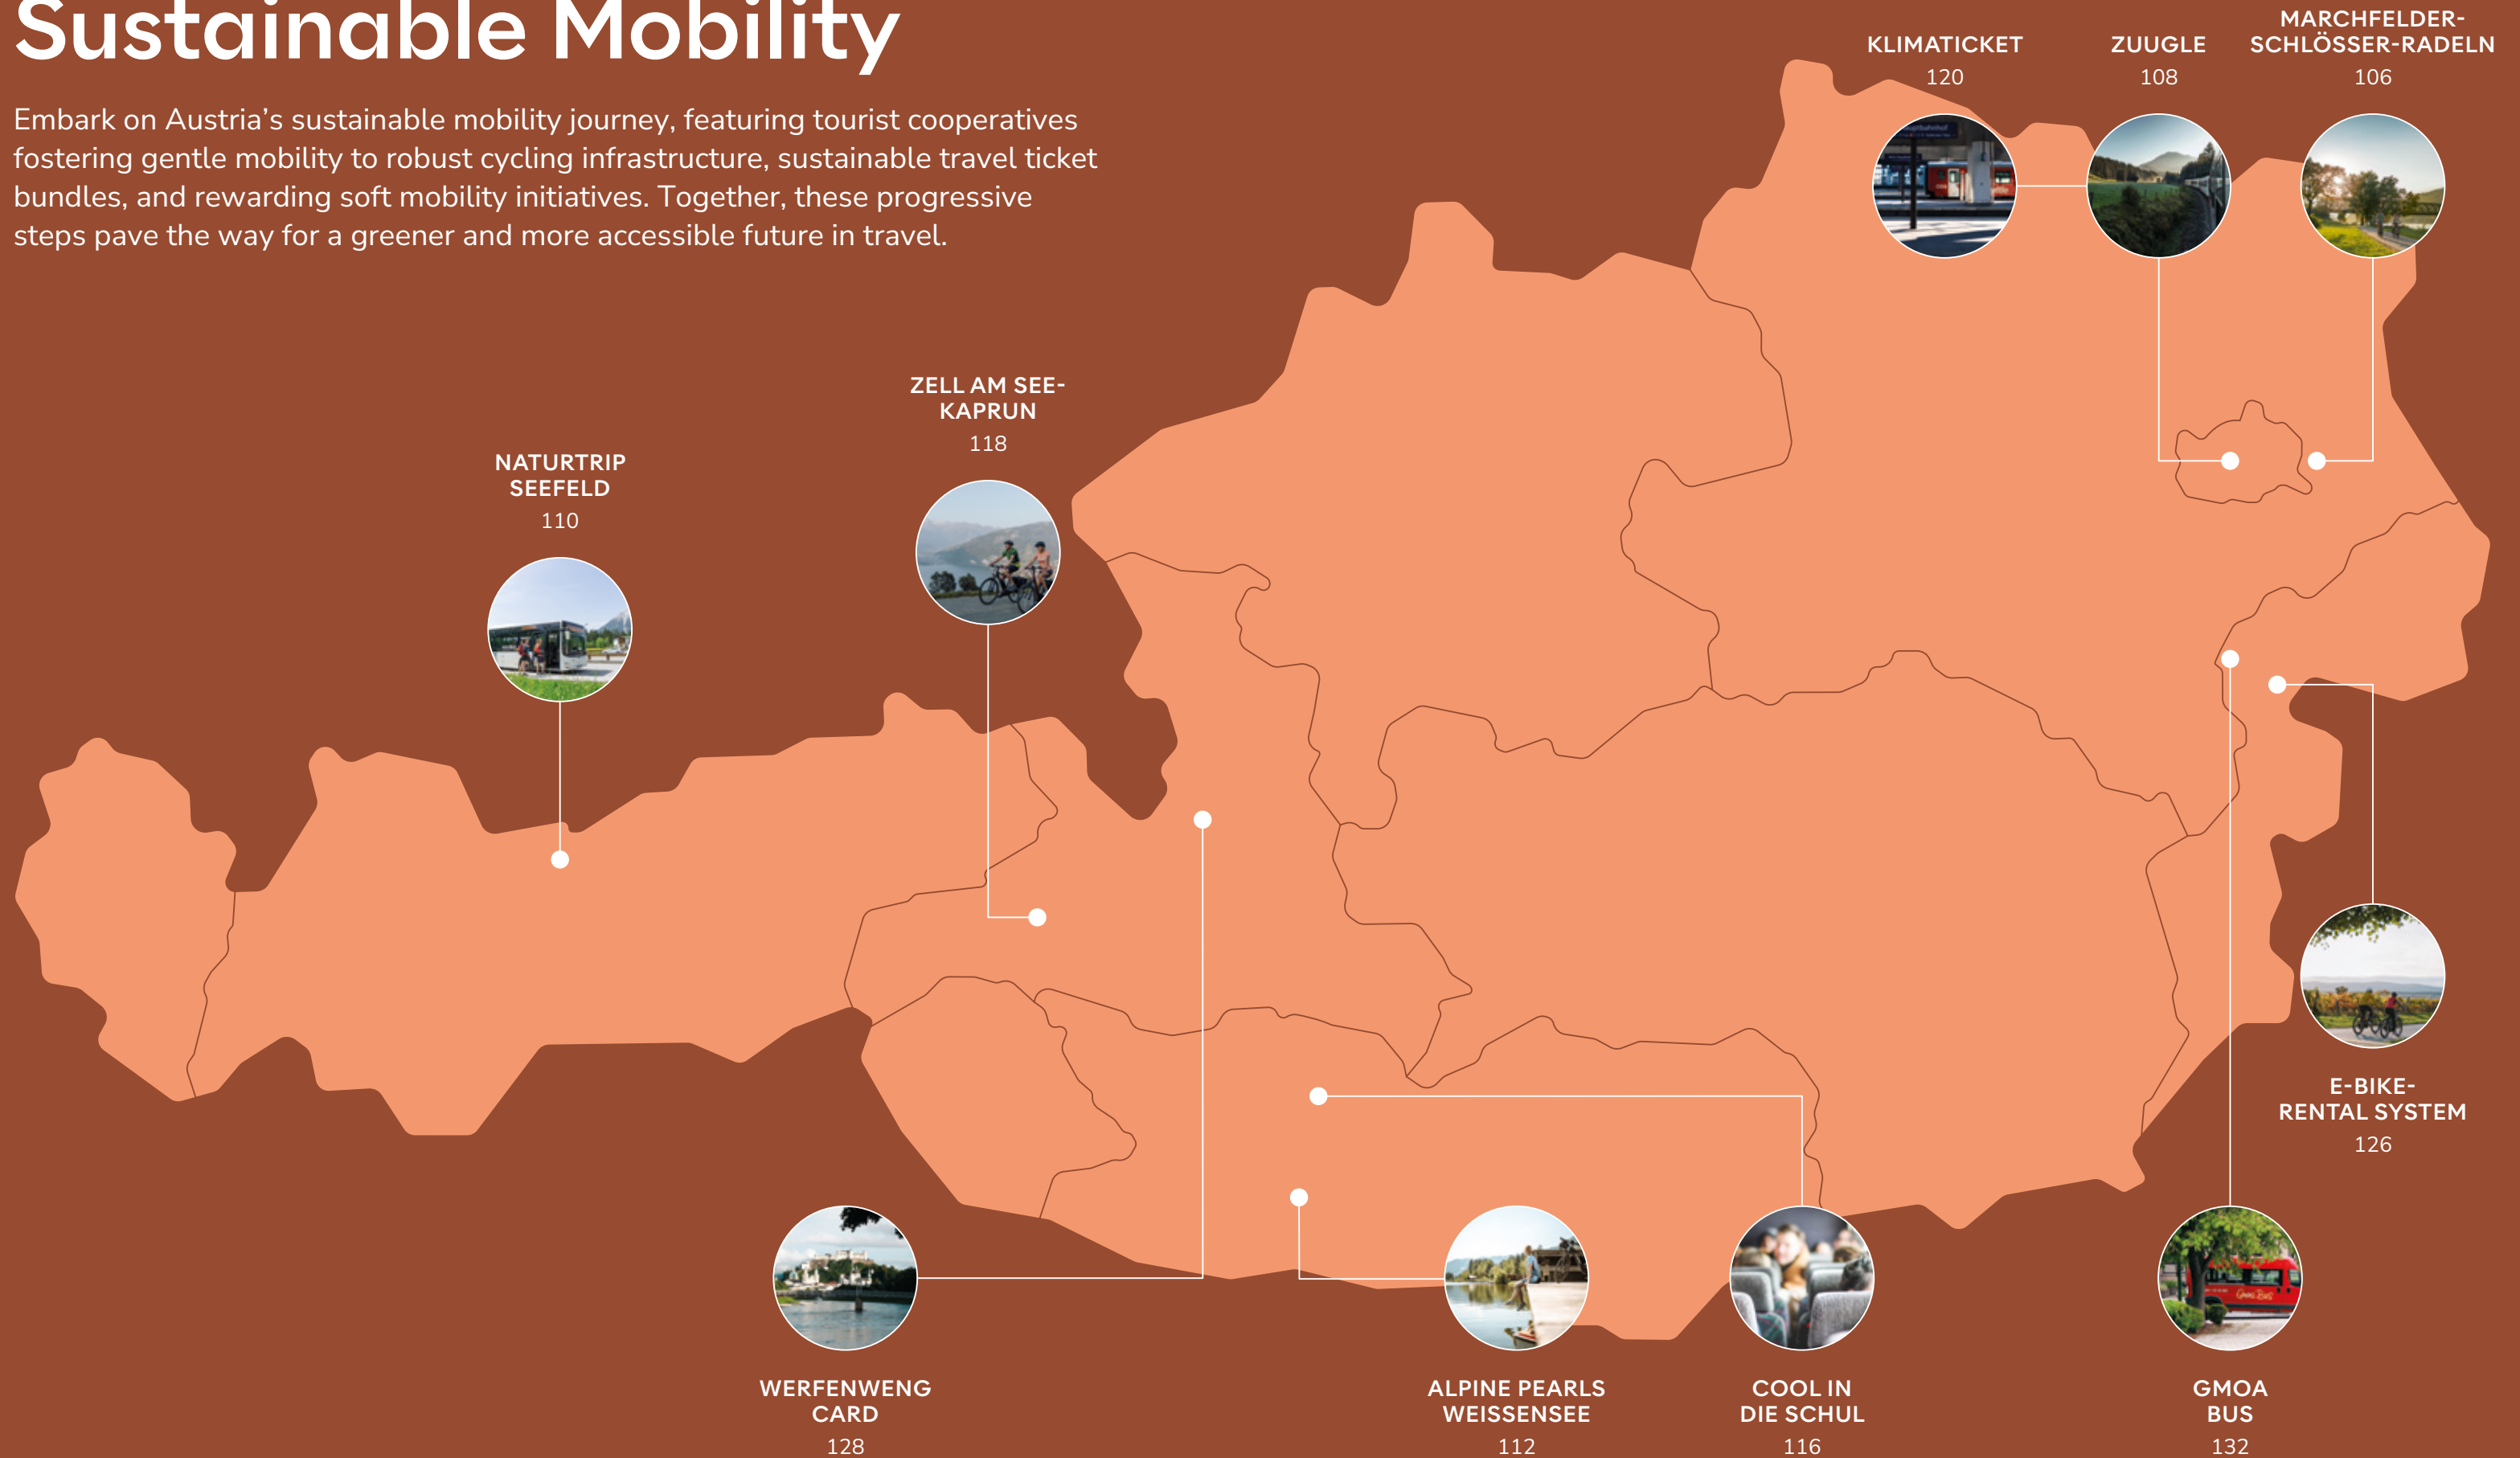 Sustainable Mobility
Embark on Austria’s sustainable mobility journey, featuring tourist cooperatives
fostering gentle mobility to robust cycling infrastructure, sustainable travel ticket
bundles, and rewarding soft mobility initiatives. Together, these progressive
steps pave the way for a greener and more accessible future in travel.
KLIMATICKET
120
ZUUGLE
108
MARCHFELDER-
SCHLÖSSER-RADELN
106
ZELL AM SEE-
KAPRUN
118
NATURTRIP
SEEFELD
110
E-BIKE-
RENTAL SYSTEM
126
WERFENWENG
CARD
128
ALPINE PEARLS
WEISSENSEE
112
COOL IN
DIE SCHUL
116
Gmoa Bus
GMOA
BUS
132